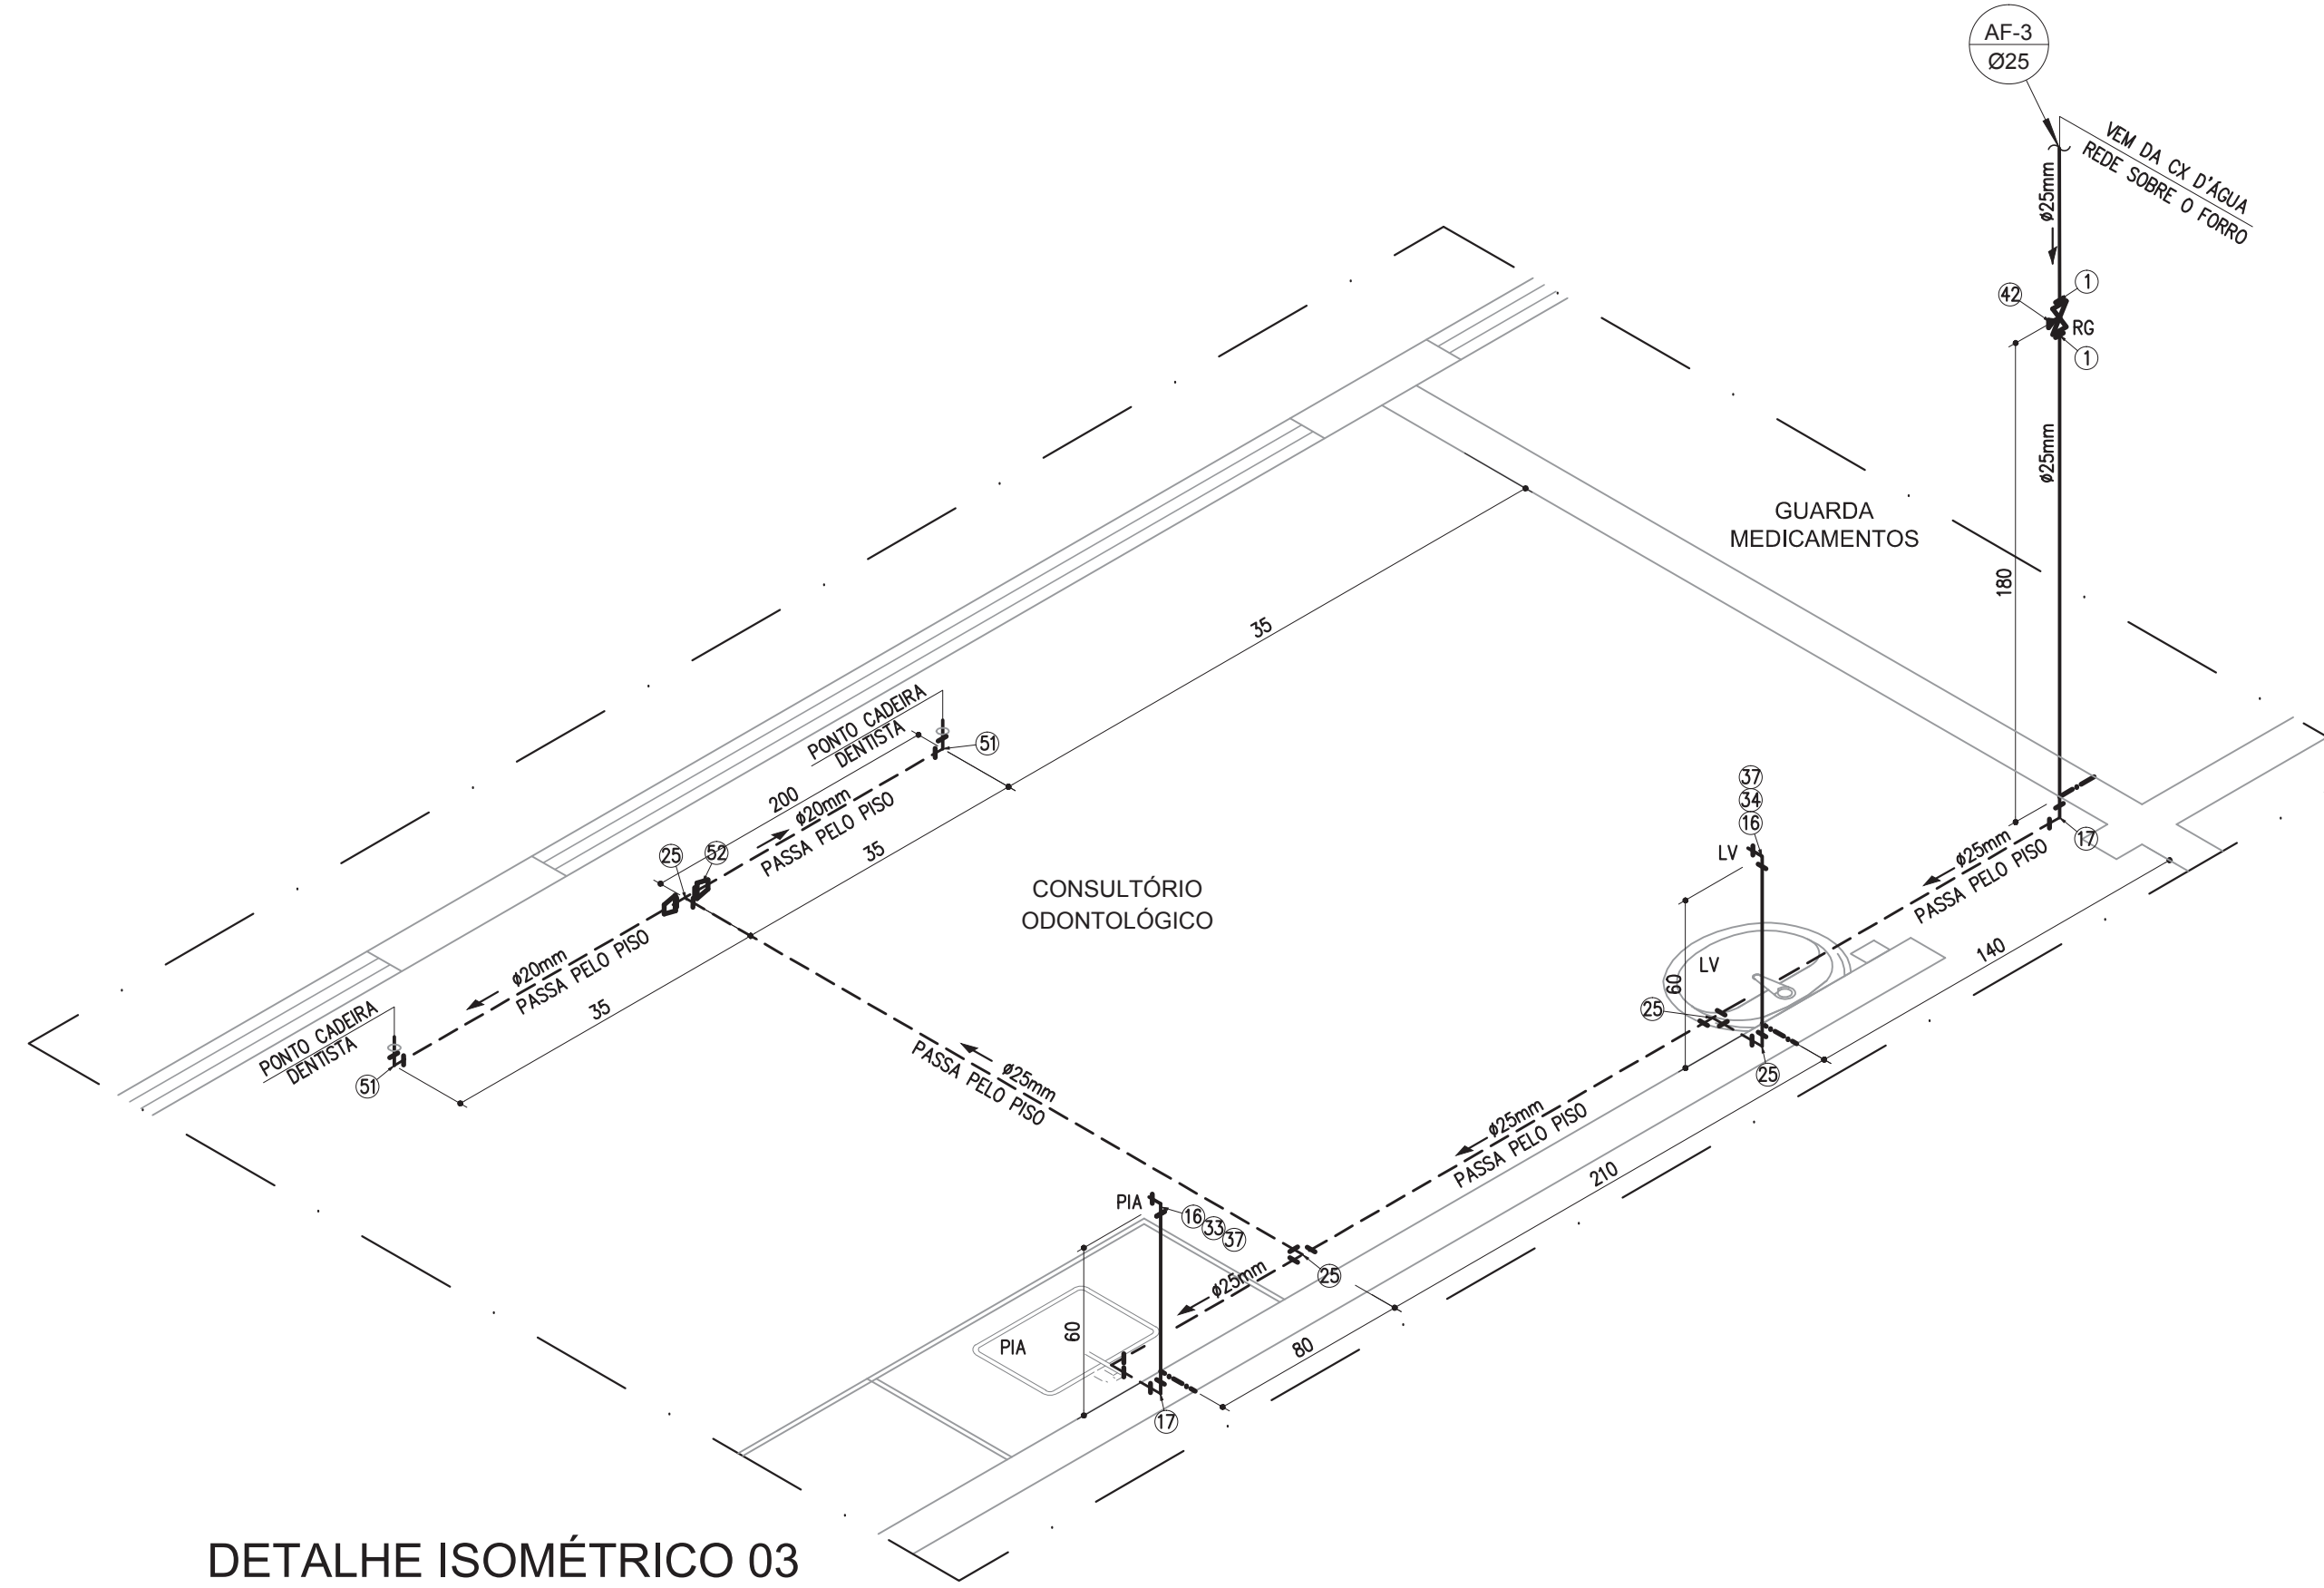 AF-3
Ø25
VEM DA CX D'ÁGUA
REDE SOBRE O FORRO
ø25mm
1
42
RG
1
ø25mm
180
GUARDA
MEDICAMENTOS
35
PONTO CADEIRA
DENTISTA
51
200
ø20mm
PASSA PELO PISO
35
25
52
CONSULTÓRIO
ODONTOLÓGICO
37
34
16
LV
17
ø25mm
PASSA PELO PISO
140
LV
60
25
25
ø20mm
PASSA PELO PISO
35
PONTO CADEIRA
DENTISTA
51
ø25mm
PASSA PELO PISO
ø25mm
PASSA PELO PISO
210
PIA
16
33
37
25
ø25mm
60
PIA
80
17
DETALHE ISOMÉTRICO 03